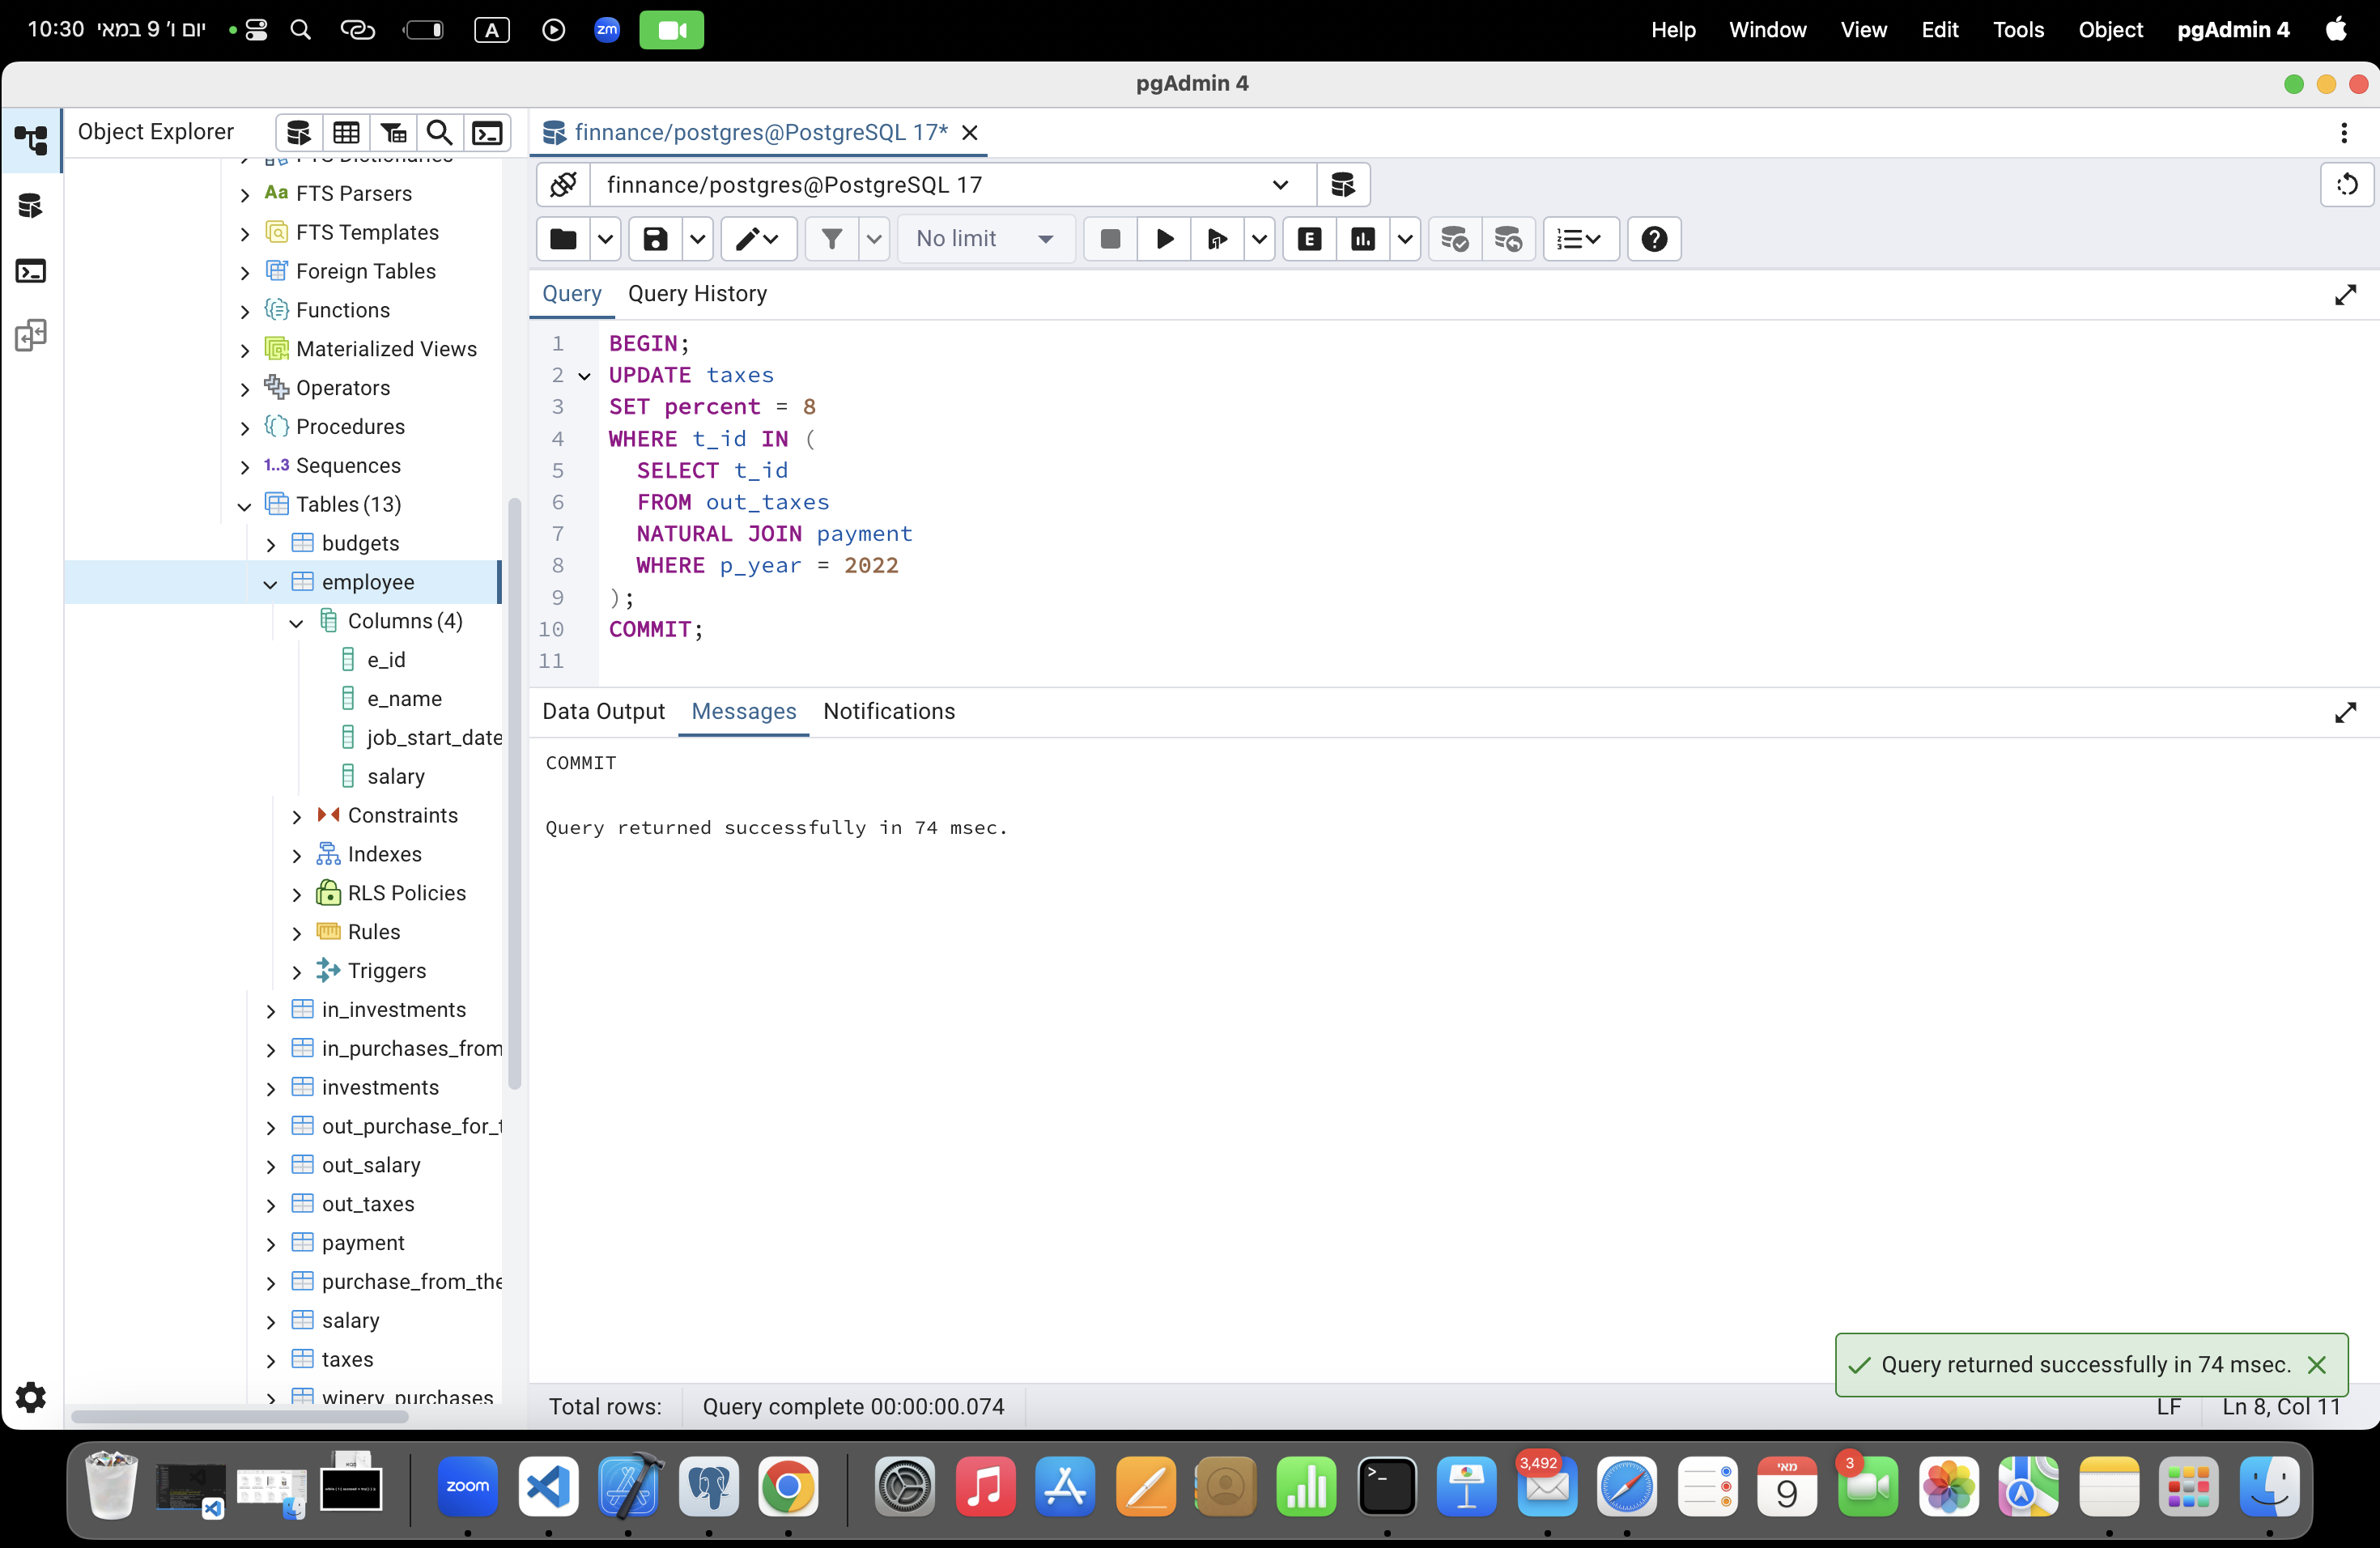 10:30 יום ו׳ 9 במאי
A
zm
Help Window View Edit Tools Object pgAdmin 4
pgAdmin 4
Object Explorer
FTS Dictionaries
Aa FTS Parsers
FTS Templates
Foreign Tables
Functions
Materialized Views
Operators
Procedures
1..3 Sequences
Tables (13)
budgets
employee
Columns (4)
e_id
e_name
job_start_date
salary
Constraints
Indexes
RLS Policies
Rules
Triggers
in_investments
in_purchases_from
investments
out_purchase_for_t
out_salary
out_taxes
payment
purchase_from_the
salary
taxes
winery_purchases
finnance/postgres@PostgreSQL 17*
finnance/postgres@PostgreSQL 17
No limit
E
Query Query History
1 BEGIN;
2 UPDATE taxes
3 SET percent = 8
4 WHERE t_id IN (
5 SELECT t_id
6 FROM out_taxes
7 NATURAL JOIN payment
8 WHERE p_year = 2022
9 );
10 COMMIT;
11
Data Output Messages Notifications
COMMIT
Query returned successfully in 74 msec.
Query returned successfully in 74 msec.
Total rows: Query complete 00:00:00.074 LF Ln 8, Col 11
zoom
>_
3,492
מאי
9
3